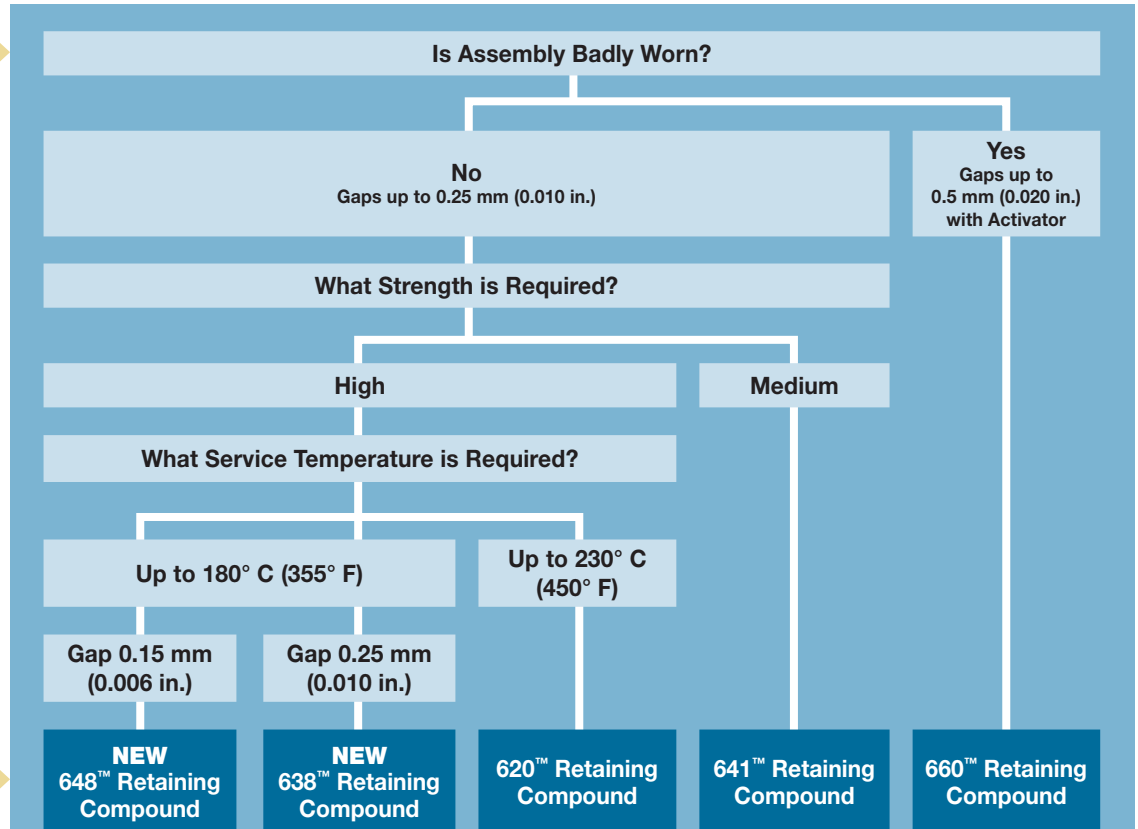 Is Assembly Badly Worn?
No
Gaps up to 0.25 mm (0.010 in.)
Yes
Gaps up to
0.5 mm (0.020 in.)
with Activator
What Strength is Required?
High
Medium
What Service Temperature is Required?
Up to 180° C (355° F)
Up to 230° C
(450° F)
Gap 0.15 mm
(0.006 in.)
Gap 0.25 mm
(0.010 in.)
NEW
648™ Retaining
Compound
NEW
638™ Retaining
Compound
620™ Retaining
Compound
641™ Retaining
Compound
660™ Retaining
Compound